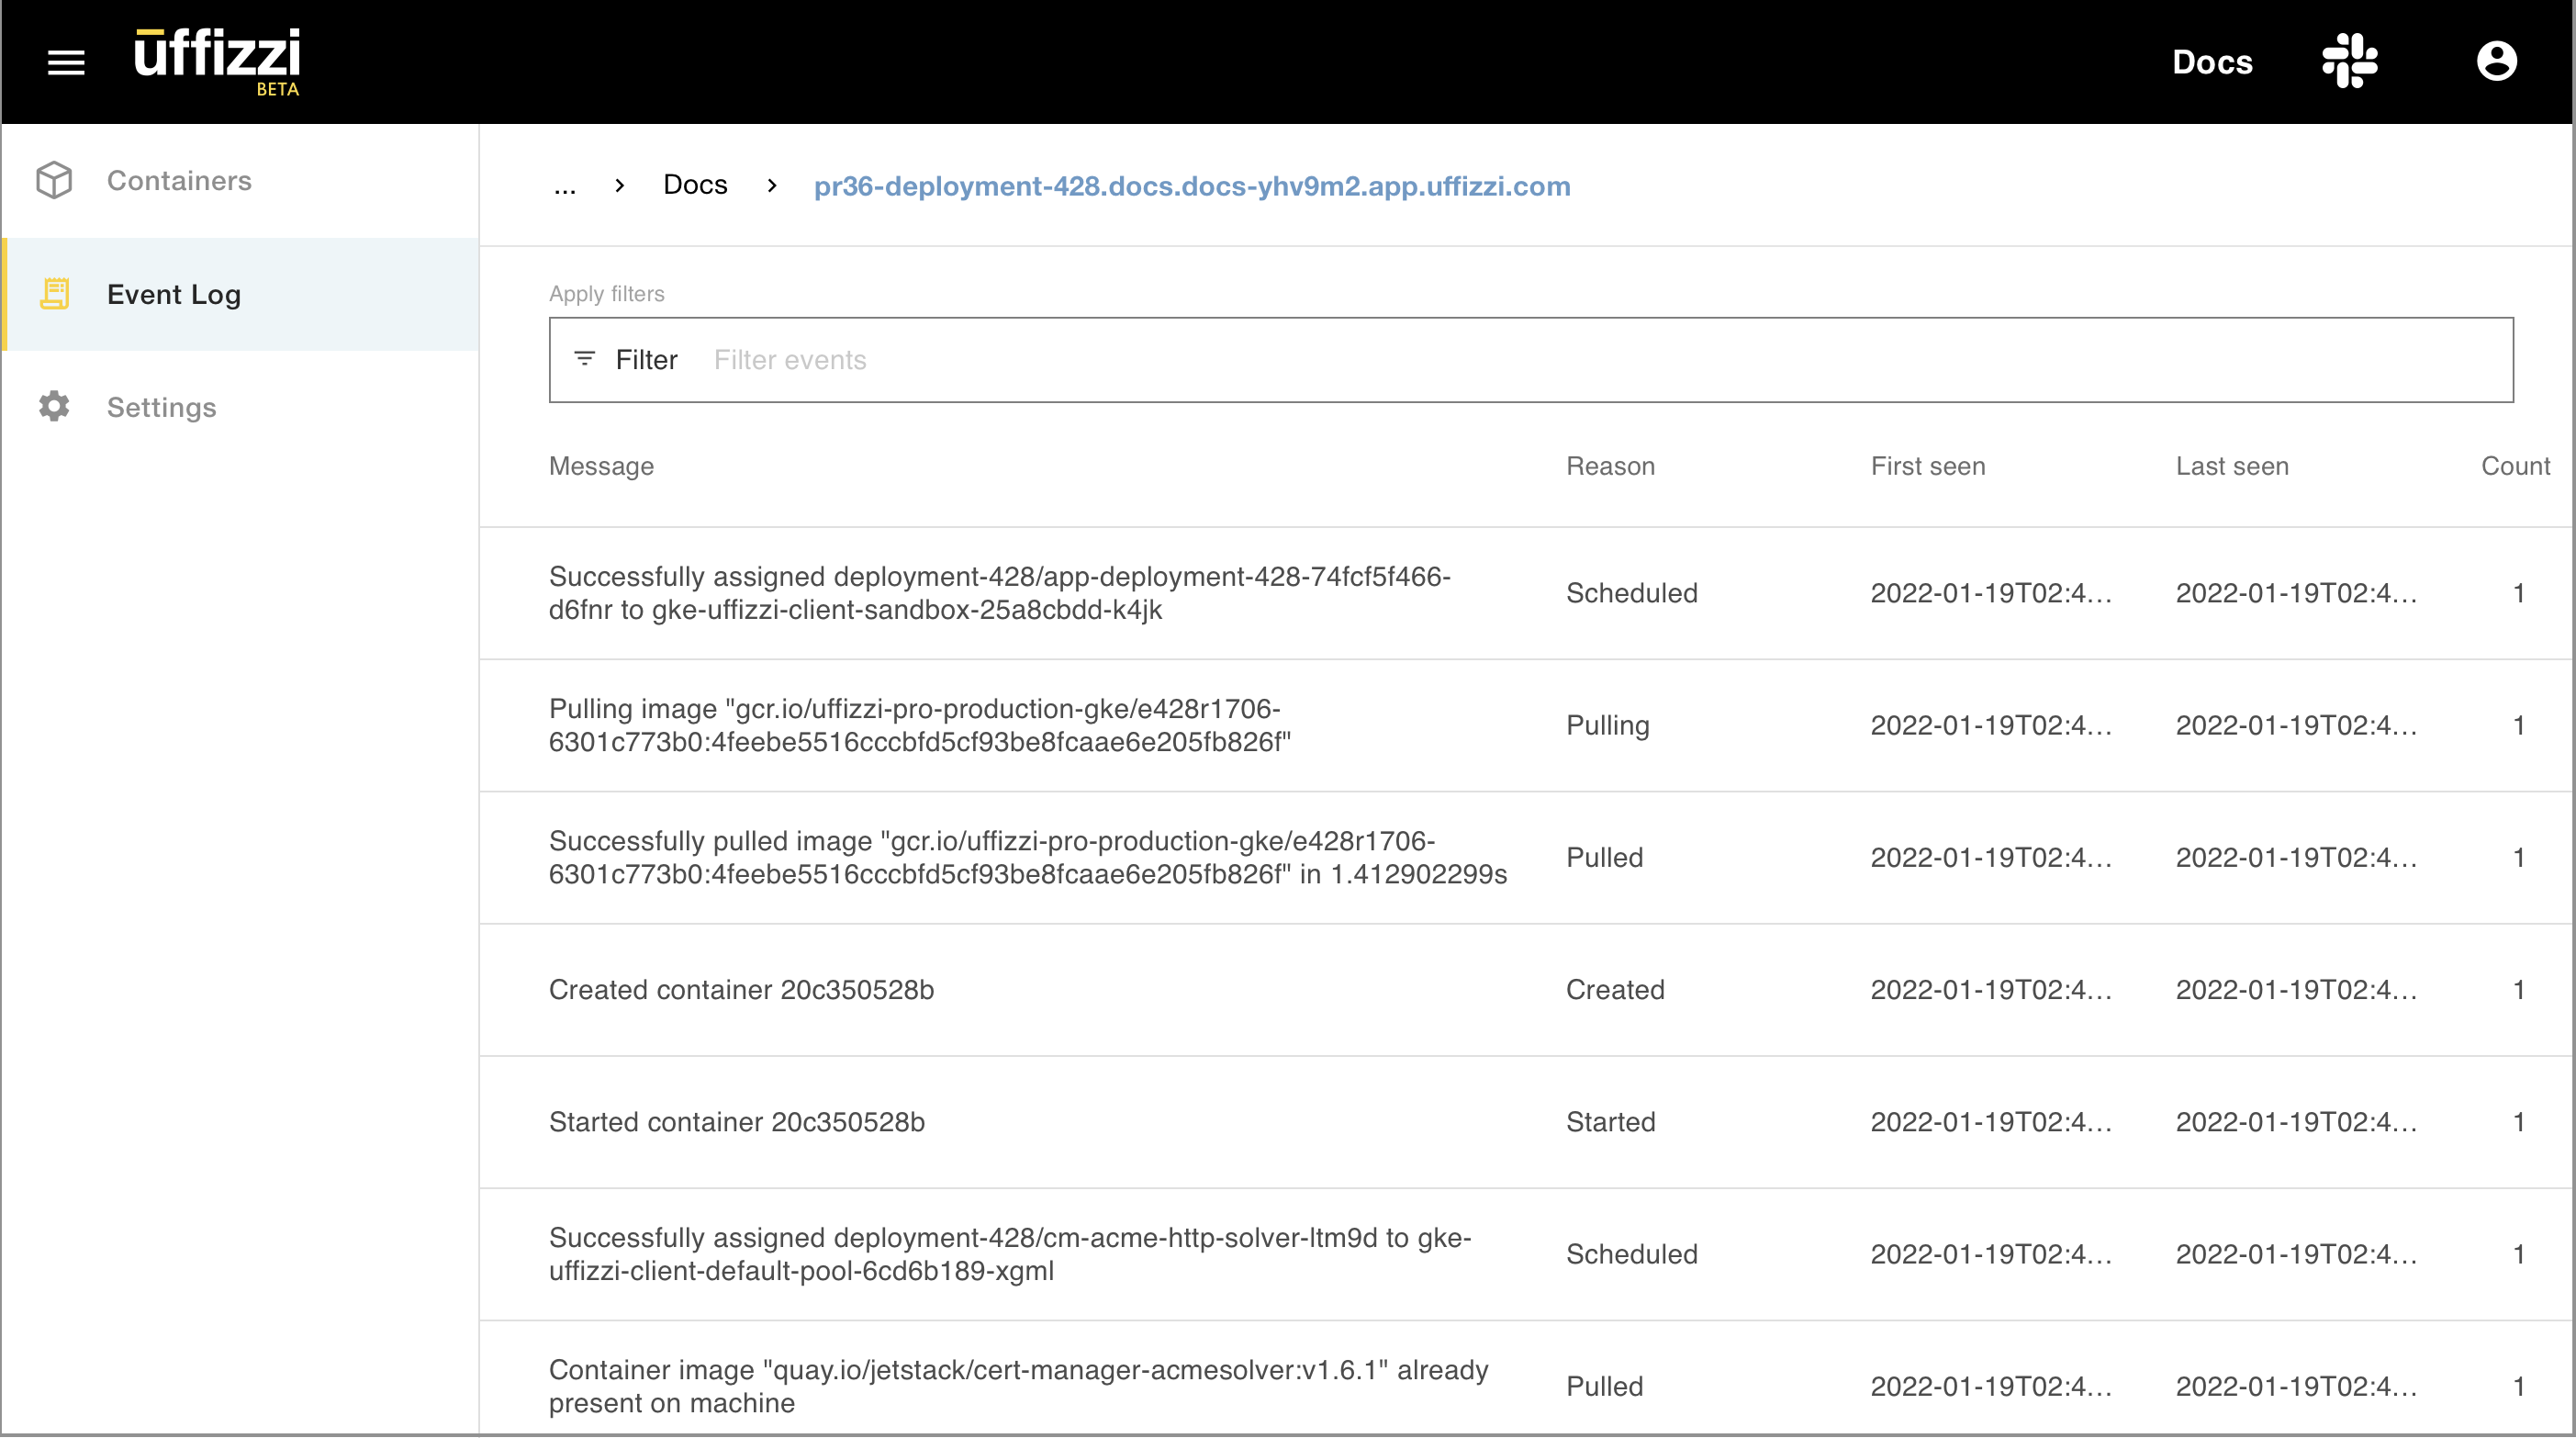 ūffizzi
BETA
Docs
Containers
Event Log
Settings
... › Docs › pr36-deployment-428.docs.docs-yhv9m2.app.uffizzi.com
Apply filters
Filter Filter events
Message Reason First seen Last seen Count
Successfully assigned deployment-428/app-deployment-428-74fcf5f466-
d6fnr to gke-uffizzi-client-sandbox-25a8cbdd-k4jk
Scheduled 2022-01-19T02:4... 2022-01-19T02:4... 1
Pulling image "gcr.io/uffizzi-pro-production-gke/e428r1706-
6301c773b0:4feebe5516cccbfd5cf93be8fcaae6e205fb826f"
Pulling 2022-01-19T02:4... 2022-01-19T02:4... 1
Successfully pulled image "gcr.io/uffizzi-pro-production-gke/e428r1706-
6301c773b0:4feebe5516cccbfd5cf93be8fcaae6e205fb826f" in 1.412902299s
Pulled 2022-01-19T02:4... 2022-01-19T02:4... 1
Created container 20c350528b Created 2022-01-19T02:4... 2022-01-19T02:4... 1
Started container 20c350528b Started 2022-01-19T02:4... 2022-01-19T02:4... 1
Successfully assigned deployment-428/cm-acme-http-solver-ltm9d to gke-
uffizzi-client-default-pool-6cd6b189-xgml
Scheduled 2022-01-19T02:4... 2022-01-19T02:4... 1
Container image "quay.io/jetstack/cert-manager-acmesolver:v1.6.1" already
present on machine
Pulled 2022-01-19T02:4... 2022-01-19T02:4... 1